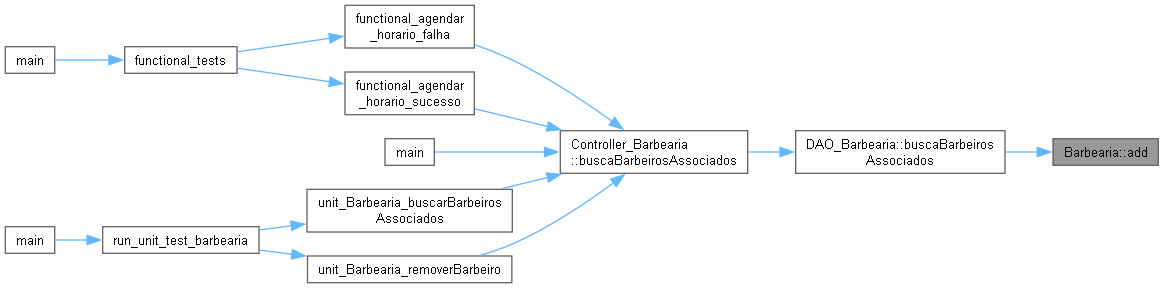 main
functional_tests
functional_agendar
_horario_falha
functional_agendar
_horario_sucesso
main
Controller_Barbearia
::buscaBarbeirosAssociados
DAO_Barbearia::buscaBarbeiros
Associados
Barbearia::add
unit_Barbearia_buscarBarbeiros
Associados
main
run_unit_test_barbearia
unit_Barbearia_removerBarbeiro